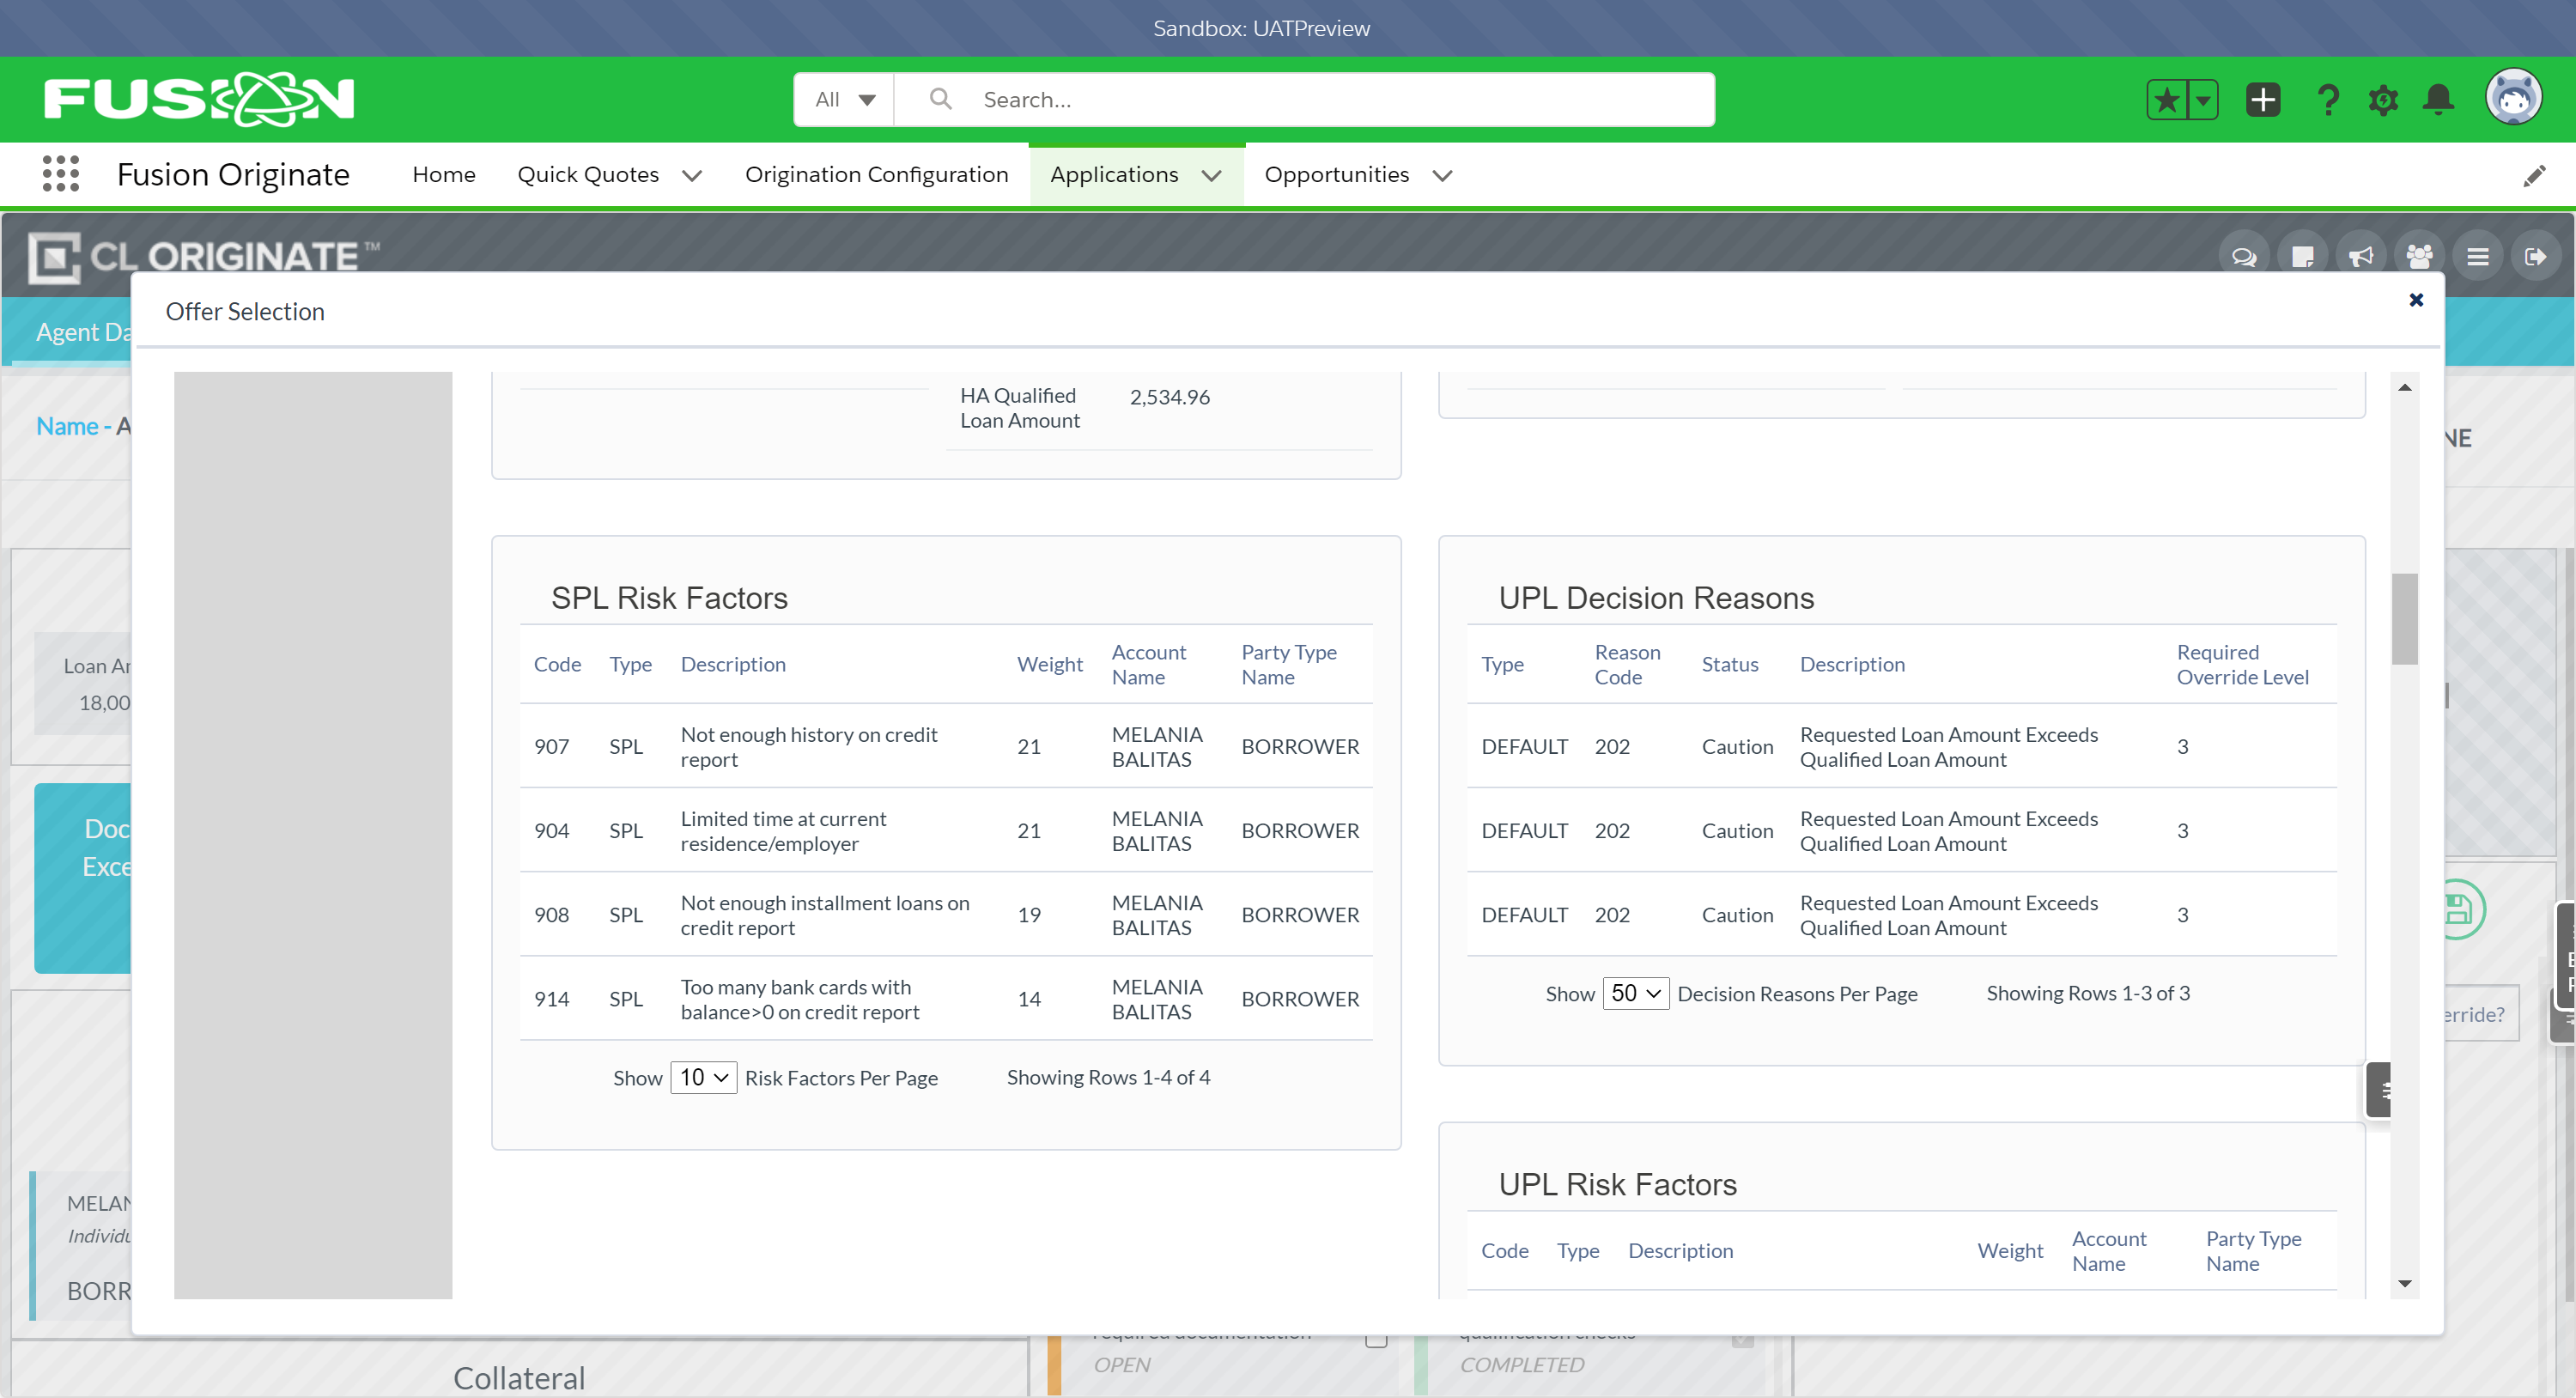 Sandbox: UATPreview
FUSION
All
Search...
Fusion Originate
Home
Quick Quotes
Origination Configuration
Applications
Opportunities
CL ORIGINATE™
Offer Selection
Agent Da
Name - A
NE
HA Qualified
Loan Amount
2,534.96
Loan Ar
18,00
Doc
Exce
SPL Risk Factors
Code Type Description Weight Account Name Party Type Name
907 SPL Not enough history on credit report 21 MELANIA BALITAS BORROWER
904 SPL Limited time at current residence/employer 21 MELANIA BALITAS BORROWER
908 SPL Not enough installment loans on credit report 19 MELANIA BALITAS BORROWER
914 SPL Too many bank cards with balance>0 on credit report 14 MELANIA BALITAS BORROWER
Show 10 Risk Factors Per Page Showing Rows 1-4 of 4
UPL Decision Reasons
Type Reason Code Status Description Required Override Level
DEFAULT 202 Caution Requested Loan Amount Exceeds Qualified Loan Amount 3
DEFAULT 202 Caution Requested Loan Amount Exceeds Qualified Loan Amount 3
DEFAULT 202 Caution Requested Loan Amount Exceeds Qualified Loan Amount 3
Show 50 Decision Reasons Per Page Showing Rows 1-3 of 3
erride?
UPL Risk Factors
Code Type Description Weight Account Name Party Type Name
MELAN
Individu
BORR
OPEN
COMPLETED
Collateral